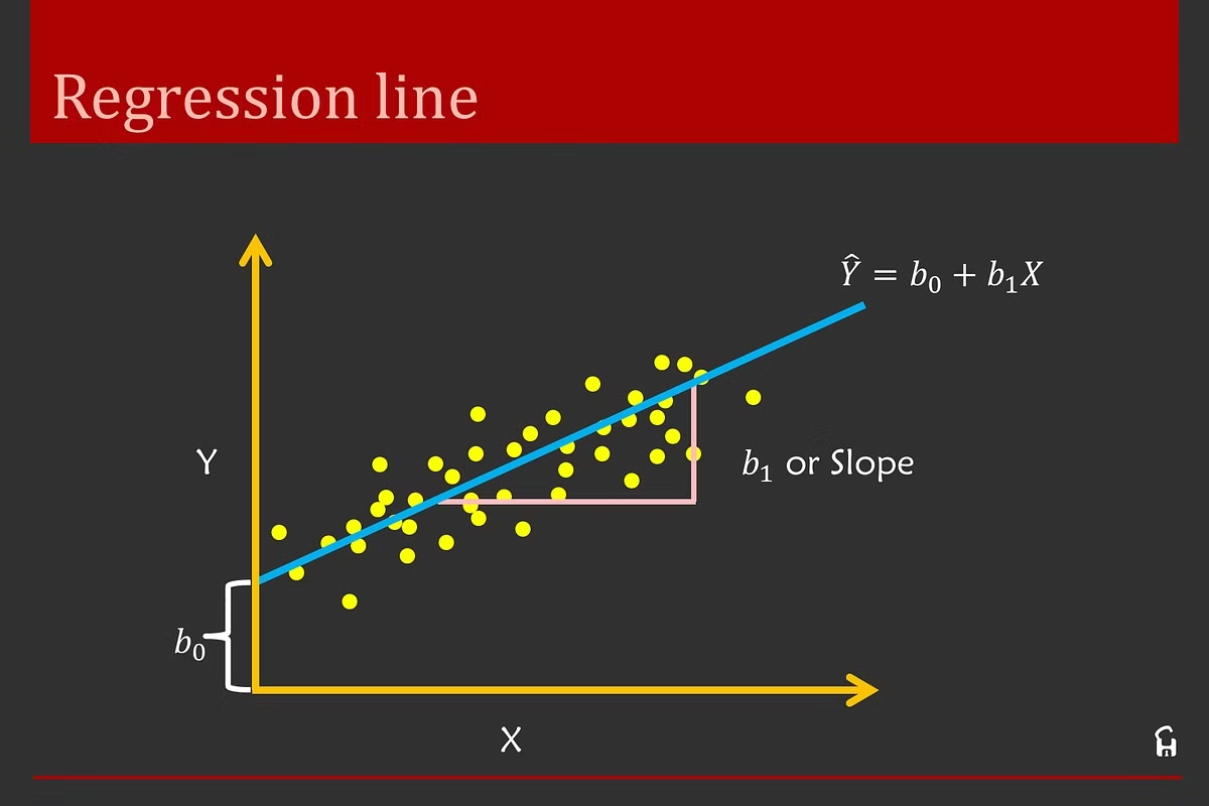 Regression line
Ŷ = b₀ + b₁X
Y
b₁ or Slope
b₀
X